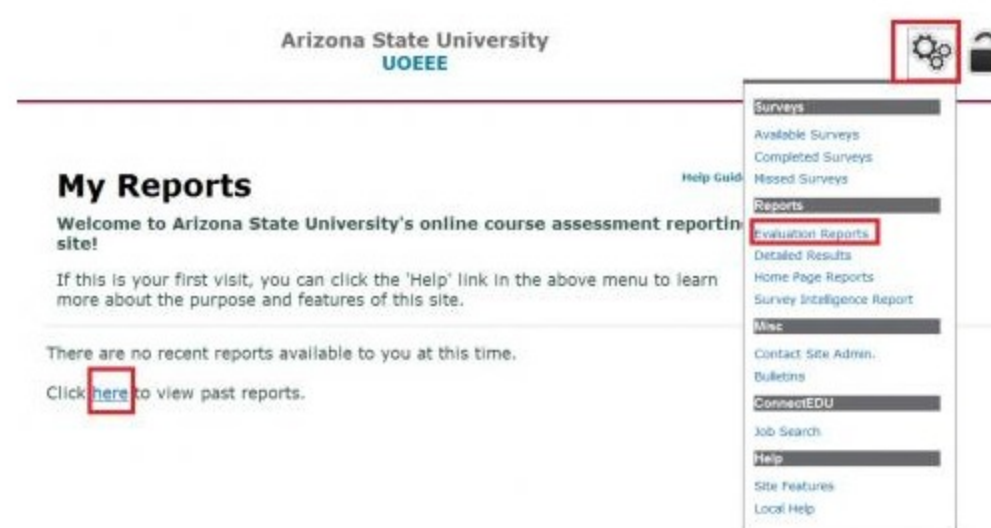 Arizona State University
UOEEE
My Reports
Help Guid
Welcome to Arizona State University's online course assessment reportin
site!
If this is your first visit, you can click the 'Help' link in the above menu to learn
more about the purpose and features of this site.
There are no recent reports available to you at this time.
Click here to view past reports.
Surveys
Available Surveys
Completed Surveys
Missed Surveys
Reports
Evaluation Reports
Detailed Results
Home Page Reports
Survey Intelligence Report
Misc
Contact Site Admin.
Bulletins
ConnectEDU
Job Search
Help
Site Features
Local Help